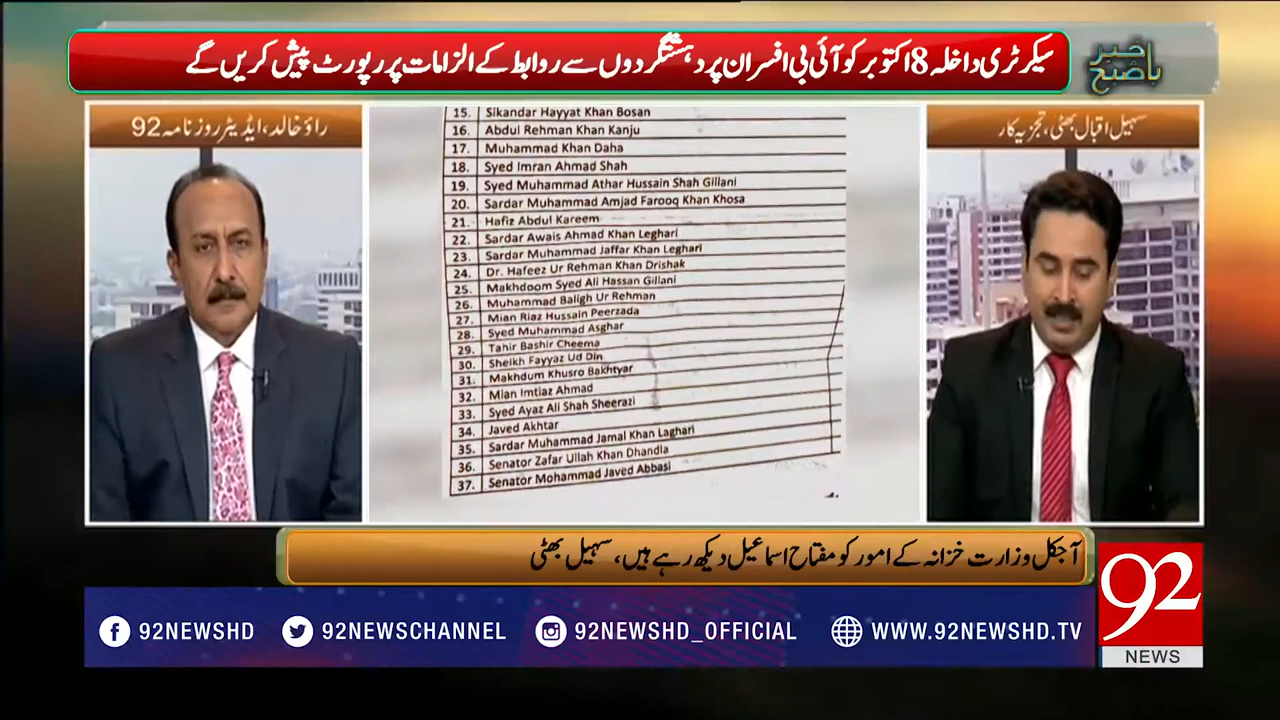 سیکرٹری داخلہ 8 اکتوبر کو آئی بی افسران پر دہشتگردوں سے روابط کے الزامات پر رپورٹ پیش کریں گے
باخبر صبح
راؤ خالد، ایڈیٹر روزنامہ 92
سہیل اقبال بھٹی، تجزیہ کار
15. Sikandar Hayyat Khan Bosan
16. Abdul Rehman Khan Kanju
17. Muhammad Khan Daha
18. Syed Imran Ahmad Shah
19. Syed Muhammad Athar Hussain Shah Gillani
20. Sardar Muhammad Amjad Farooq Khan Khosa
21. Hafiz Abdul Kareem
22. Sardar Awais Ahmad Khan Leghari
23. Sardar Muhammad Jaffar Khan Leghari
24. Dr. Hafeez Ur Rehman Khan Drishak
25. Makhdoom Syed Ali Hassan Gillani
26. Muhammad Baligh Ur Rehman
27. Mian Riaz Hussain Peerzada
28. Syed Muhammad Asghar
29. Tahir Bashir Cheema
30. Sheikh Fayyaz Ud Din
31. Makhdum Khusro Bakhtyar
32. Mian Imtiaz Ahmad
33. Syed Ayaz Ali Shah Sheerazi
34. Javed Akhtar
35. Sardar Muhammad Jamal Khan Laghari
36. Senator Zafar Ullah Khan Dhandla
37. Senator Mohammad Javed Abbasi
آجکل وزارت خزانہ کے امور کو مفتاح اسماعیل دیکھ رہے ہیں، سہیل بھٹی
92NEWSHD
92NEWSCHANNEL
92NEWSHD_OFFICIAL
WWW.92NEWSHD.TV
92
NEWS